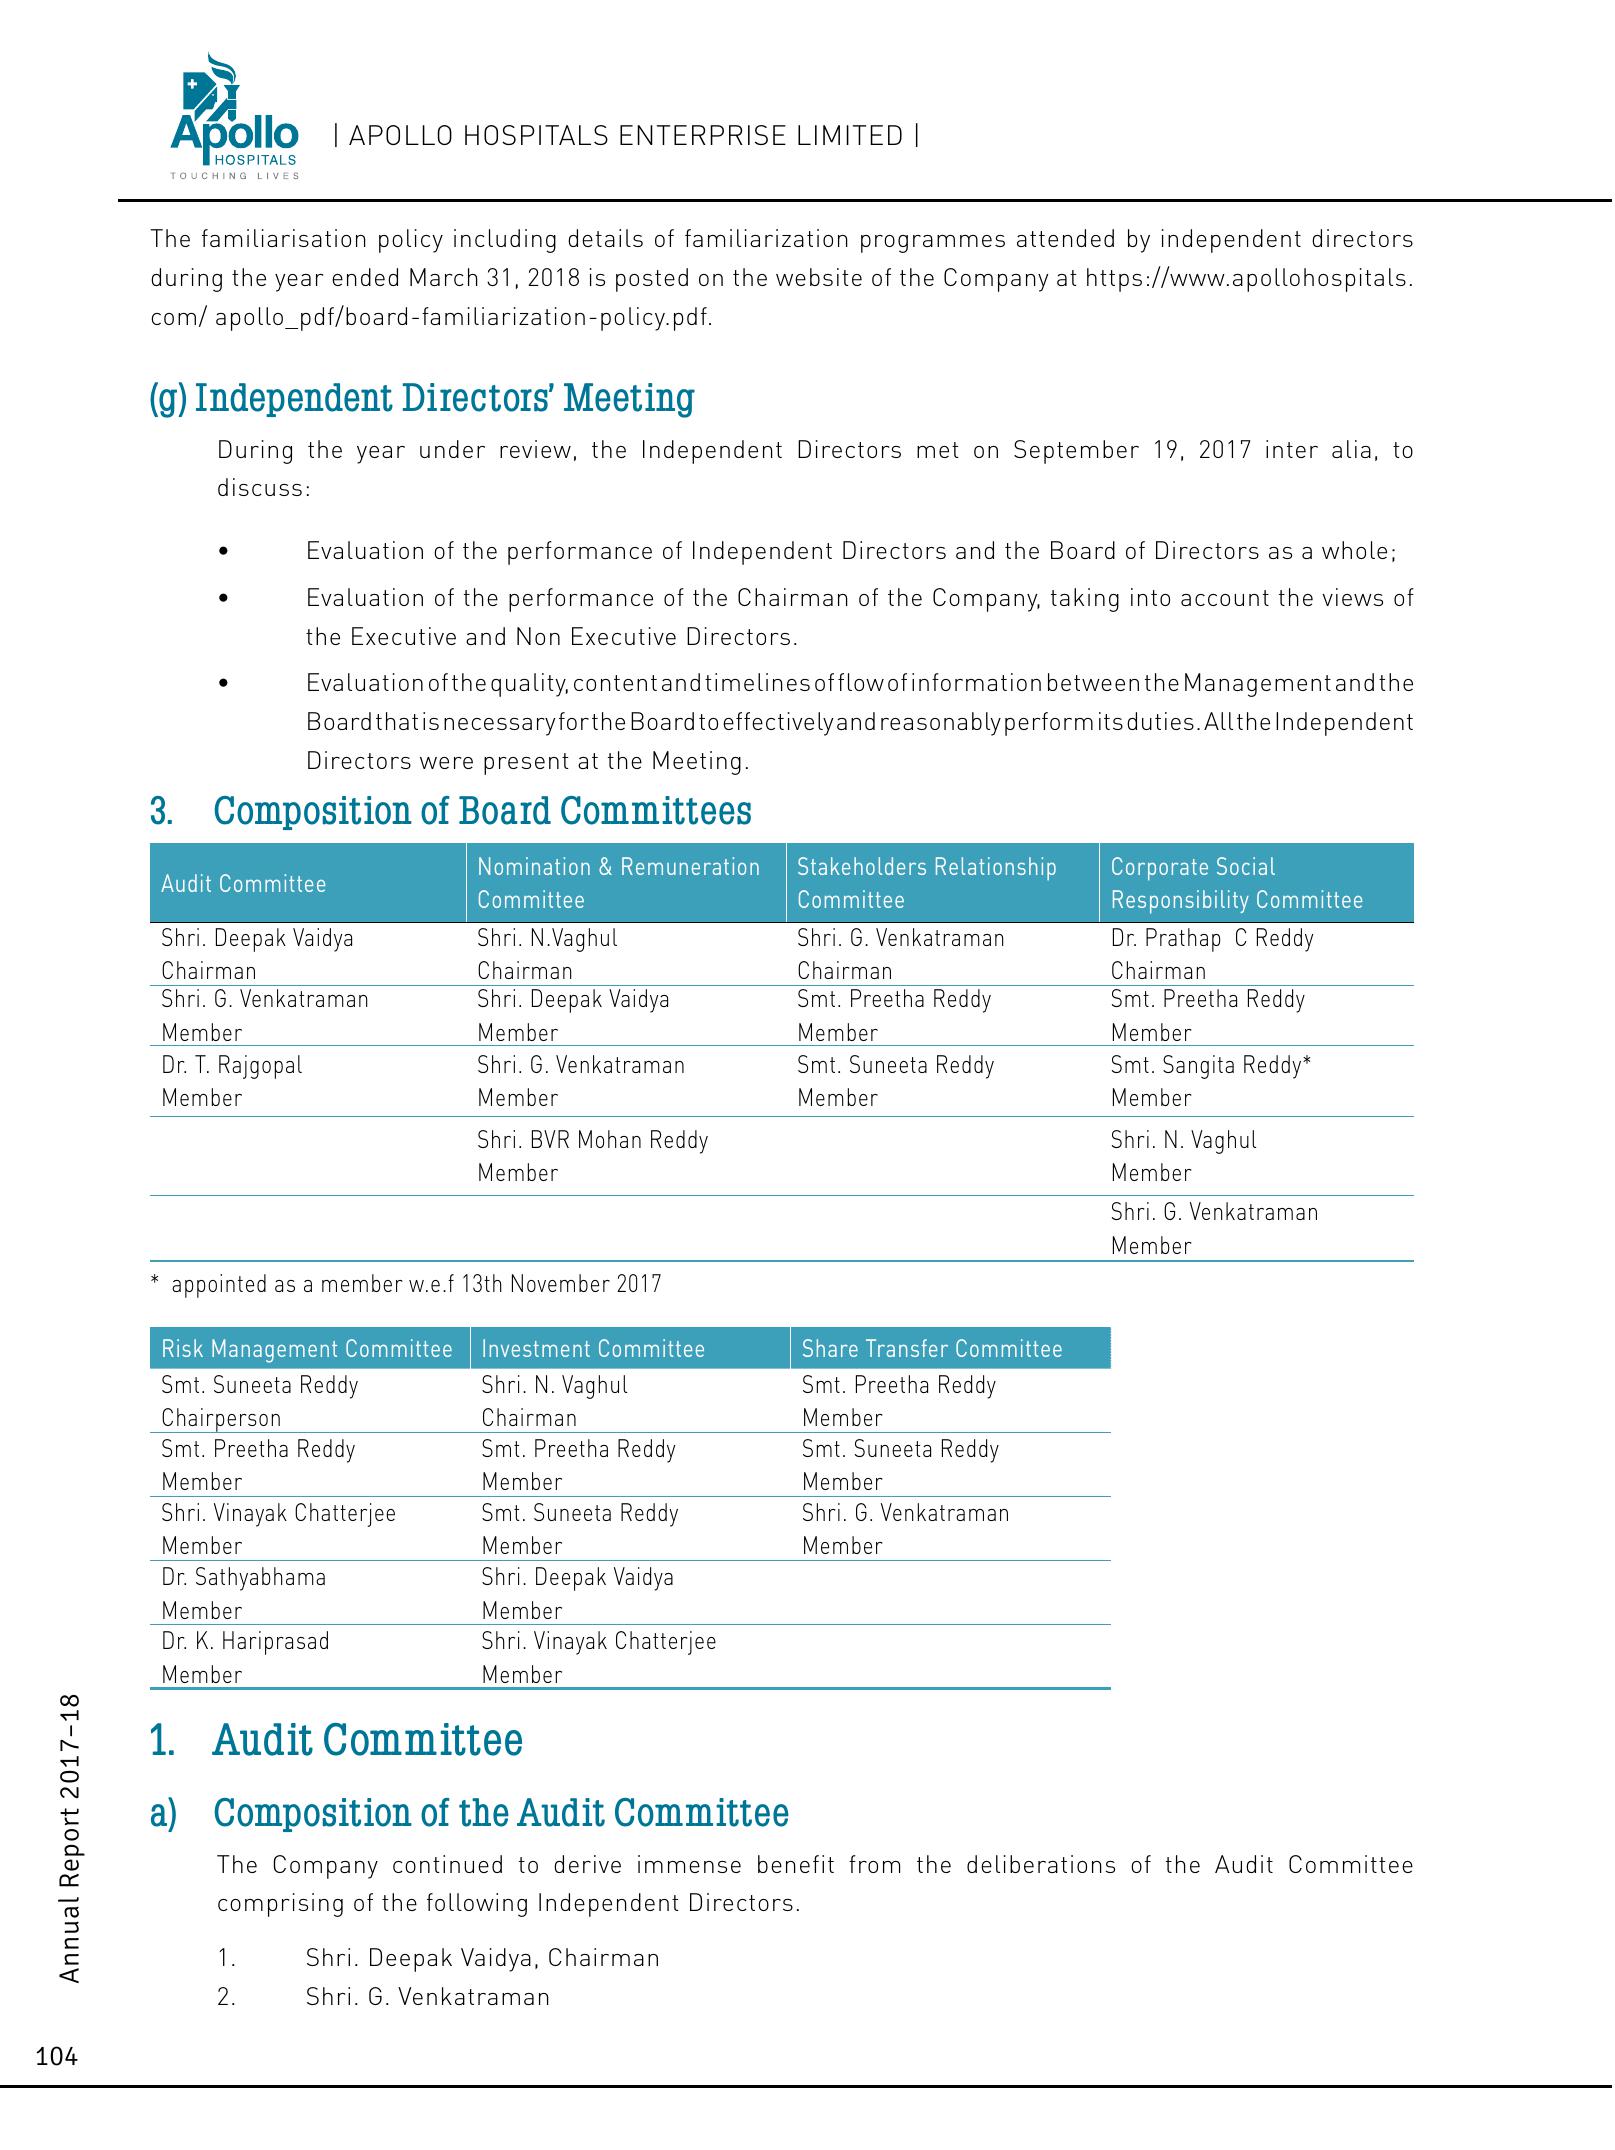 Apollo
HOSPITALS
TOUCHING LIVES
| APOLLO HOSPITALS ENTERPRISE LIMITED |
The familiarisation policy including details of familiarization programmes attended by independent directors
during the year ended March 31, 2018 is posted on the website of the Company at https://www.apollohospitals.
com/ apollo_pdf/board-familiarization-policy.pdf.
(g) Independent Directors’ Meeting
During the year under review, the Independent Directors met on September 19, 2017 inter alia, to
discuss:
• Evaluation of the performance of Independent Directors and the Board of Directors as a whole;
• Evaluation of the performance of the Chairman of the Company, taking into account the views of
the Executive and Non Executive Directors.
• Evaluation of the quality, content and timelines of flow of information between the Management and the
Board that is necessary for the Board to effectively and reasonably perform its duties. All the Independent
Directors were present at the Meeting.
3. Composition of Board Committees
Audit Committee Nomination & Remuneration Committee Stakeholders Relationship Committee Corporate Social Responsibility Committee
Shri. Deepak Vaidya Shri. N.Vaghul Shri. G. Venkatraman Dr. Prathap C Reddy
Chairman Chairman Chairman Chairman
Shri. G. Venkatraman Shri. Deepak Vaidya Smt. Preetha Reddy Smt. Preetha Reddy
Member Member Member Member
Dr. T. Rajgopal Shri. G. Venkatraman Smt. Suneeta Reddy Smt. Sangita Reddy*
Member Member Member Member
Shri. BVR Mohan Reddy Shri. N. Vaghul
Member Member
Shri. G. Venkatraman
Member
* appointed as a member w.e.f 13th November 2017
Risk Management Committee Investment Committee Share Transfer Committee
Smt. Suneeta Reddy Shri. N. Vaghul Smt. Preetha Reddy
Chairperson Chairman Member
Smt. Preetha Reddy Smt. Preetha Reddy Smt. Suneeta Reddy
Member Member Member
Shri. Vinayak Chatterjee Smt. Suneeta Reddy Shri. G. Venkatraman
Member Member Member
Dr. Sathyabhama Shri. Deepak Vaidya
Member Member
Dr. K. Hariprasad Shri. Vinayak Chatterjee
Member Member
1. Audit Committee
a) Composition of the Audit Committee
The Company continued to derive immense benefit from the deliberations of the Audit Committee
comprising of the following Independent Directors.
1. Shri. Deepak Vaidya, Chairman
2. Shri. G. Venkatraman
Annual Report 2017–18
104